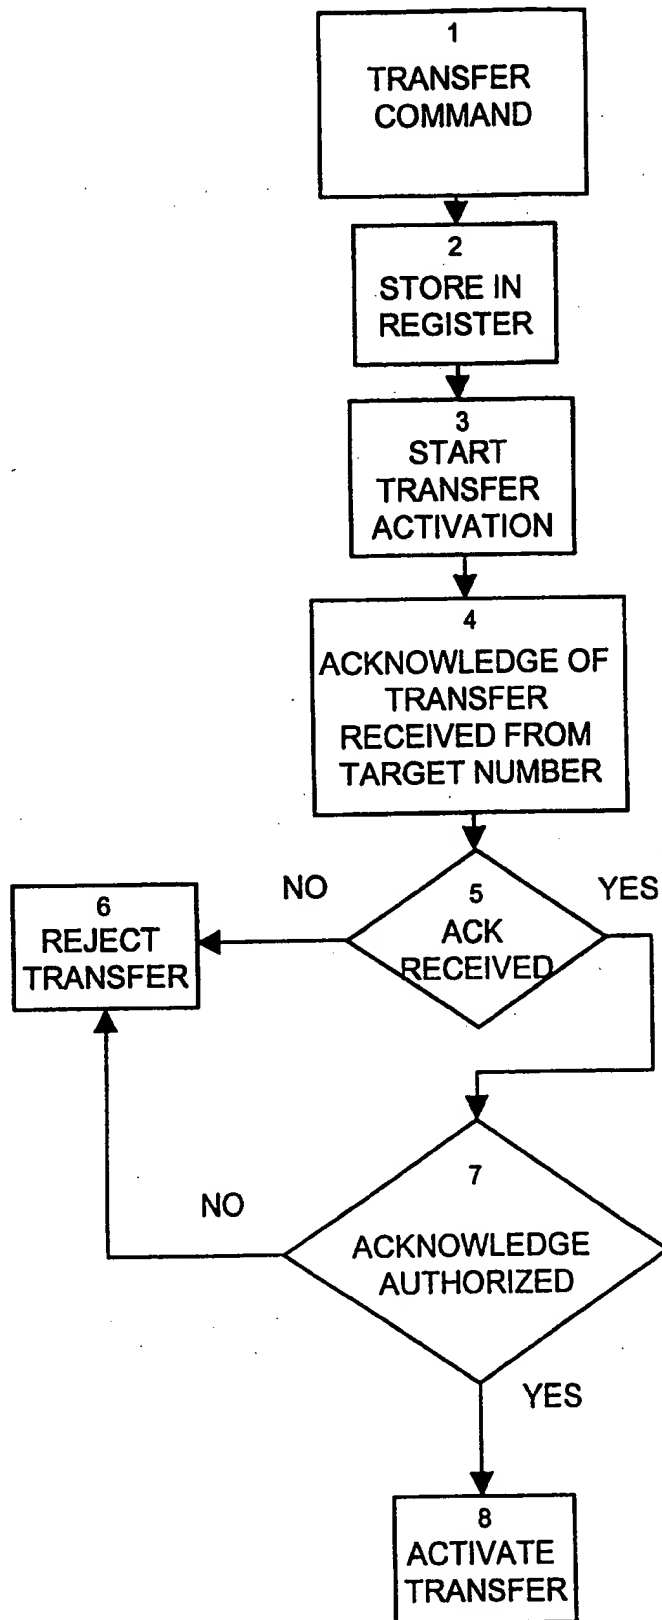 1
TRANSFER
COMMAND
2
STORE IN
REGISTER
3
START
TRANSFER
ACTIVATION
4
ACKNOWLEDGE OF
TRANSFER
RECEIVED FROM
TARGET NUMBER
NO
5
YES
ACK
RECEIVED
6
REJECT
TRANSFER
7
NO
ACKNOWLEDGE
AUTHORIZED
YES
8
ACTIVATE
TRANSFER